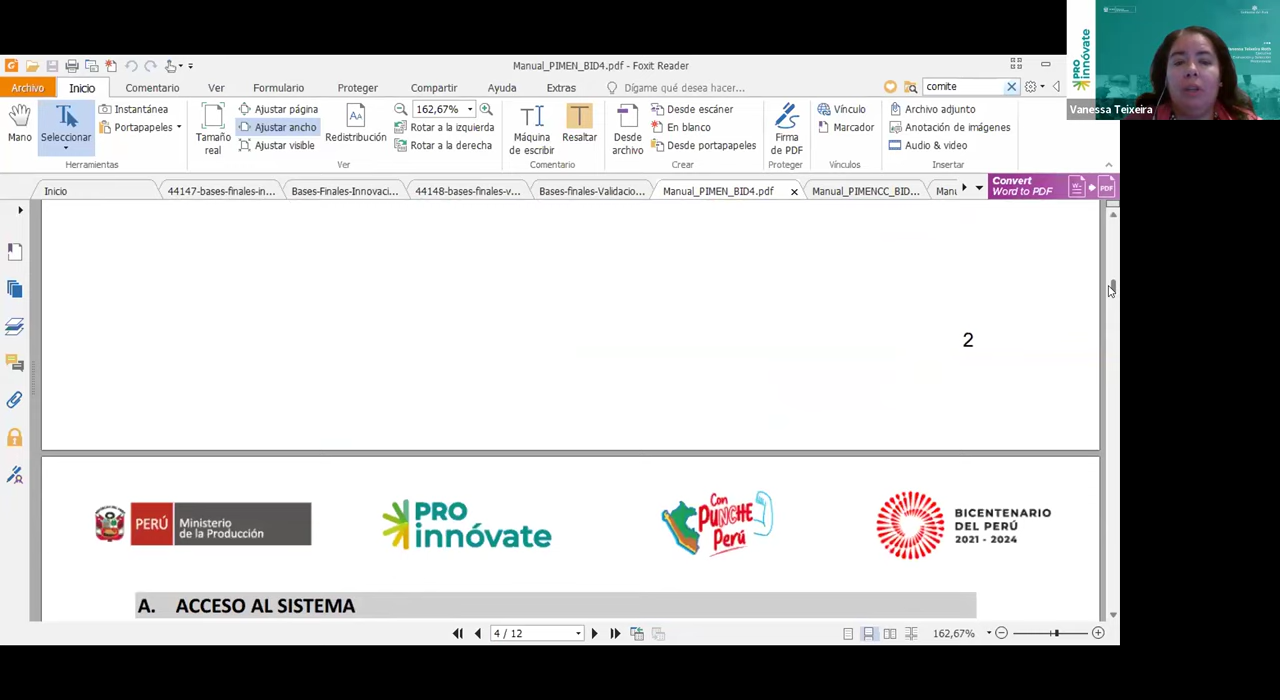 Manual_PIMEN_BID4.pdf - Foxit Reader
Archivo Inicio Comentario Ver Formulario Proteger Compartir Ayuda Extras Dígame qué desea hacer... comite
Mano
Seleccionar
Instantánea
Portapapeles
Herramientas
Tamaño real
Ajustar página
Ajustar ancho
Ajustar visible
Redistribución
162,67%
Rotar a la izquierda
Rotar a la derecha
Ver
Máquina de escribir
Resaltar
Comentario
Desde archivo
Desde escáner
En blanco
Desde portapapeles
Crear
Firma de PDF
Proteger
Vínculo
Marcador
Vínculos
Archivo adjunto
Anotación de imágenes
Audio & video
Insertar
Inicio 44147-bases-finales-in... Bases-Finales-Innovaci... 44148-bases-finales-v... Bases-finales-Validacio... Manual_PIMEN_BID4.pdf Manual_PIMENCC_BID... Manu
Convert
Word to PDF
PDF
2
PERÚ
Ministerio
de la Producción
PRO
innóvate
Con
PUNCHE
Perú
BICENTENARIO
DEL PERÚ
2021 - 2024
A. ACCESO AL SISTEMA
4 / 12
162,67%
PRO
innóvate
Vanessa Teixeira